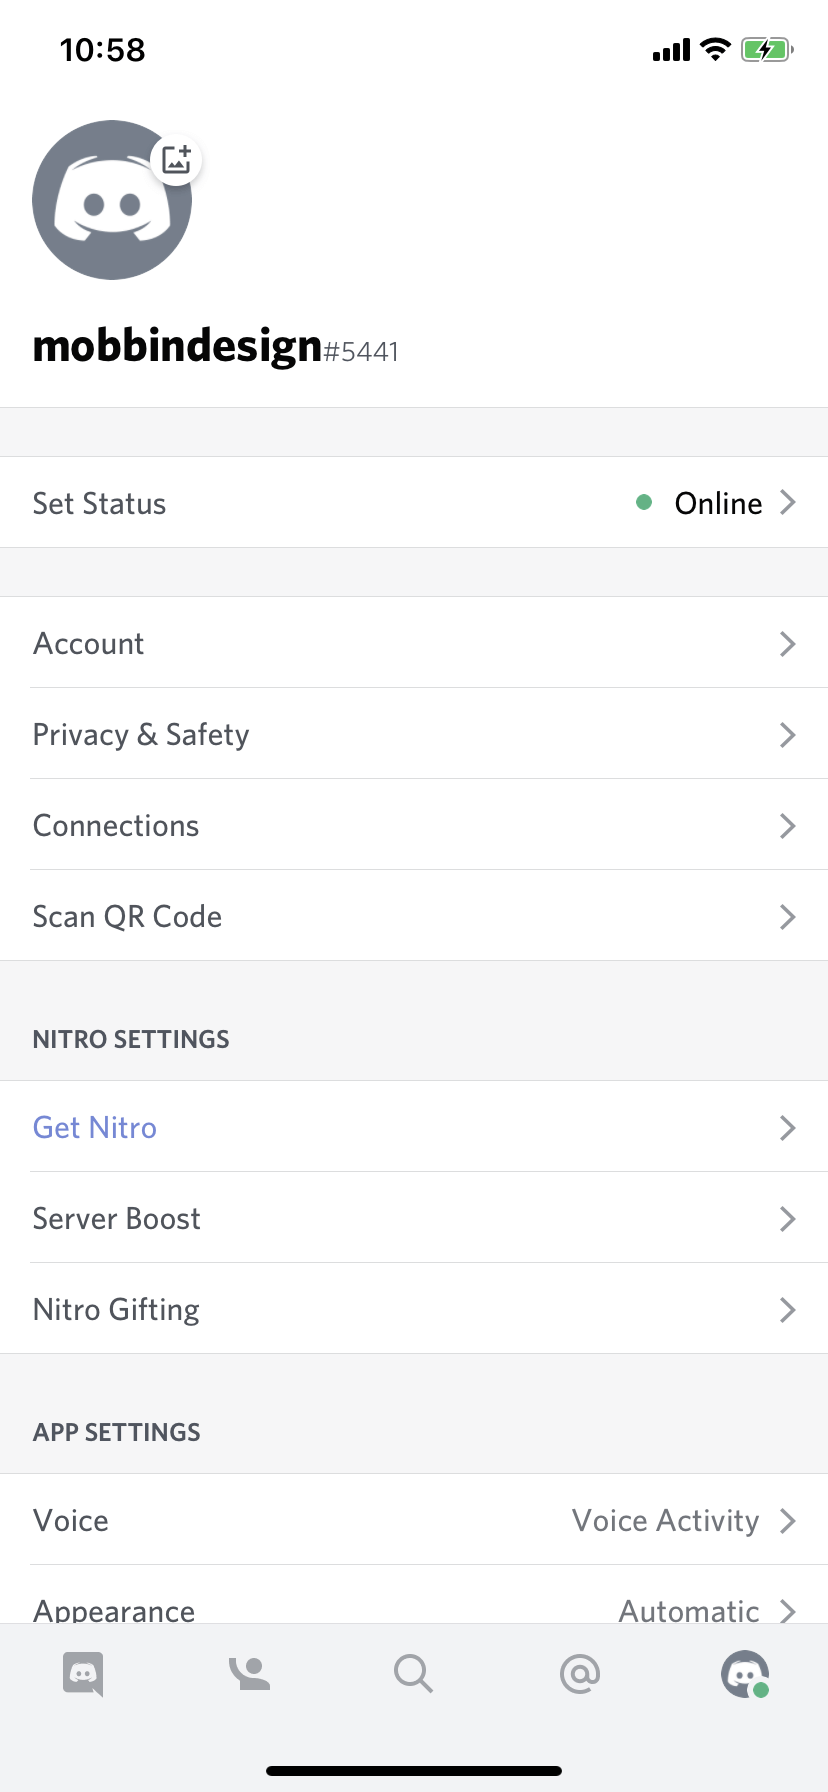 10:58
mobbindesign#5441
Set Status Online
Account
Privacy & Safety
Connections
Scan QR Code
NITRO SETTINGS
Get Nitro
Server Boost
Nitro Gifting
APP SETTINGS
Voice Voice Activity
Appearance Automatic